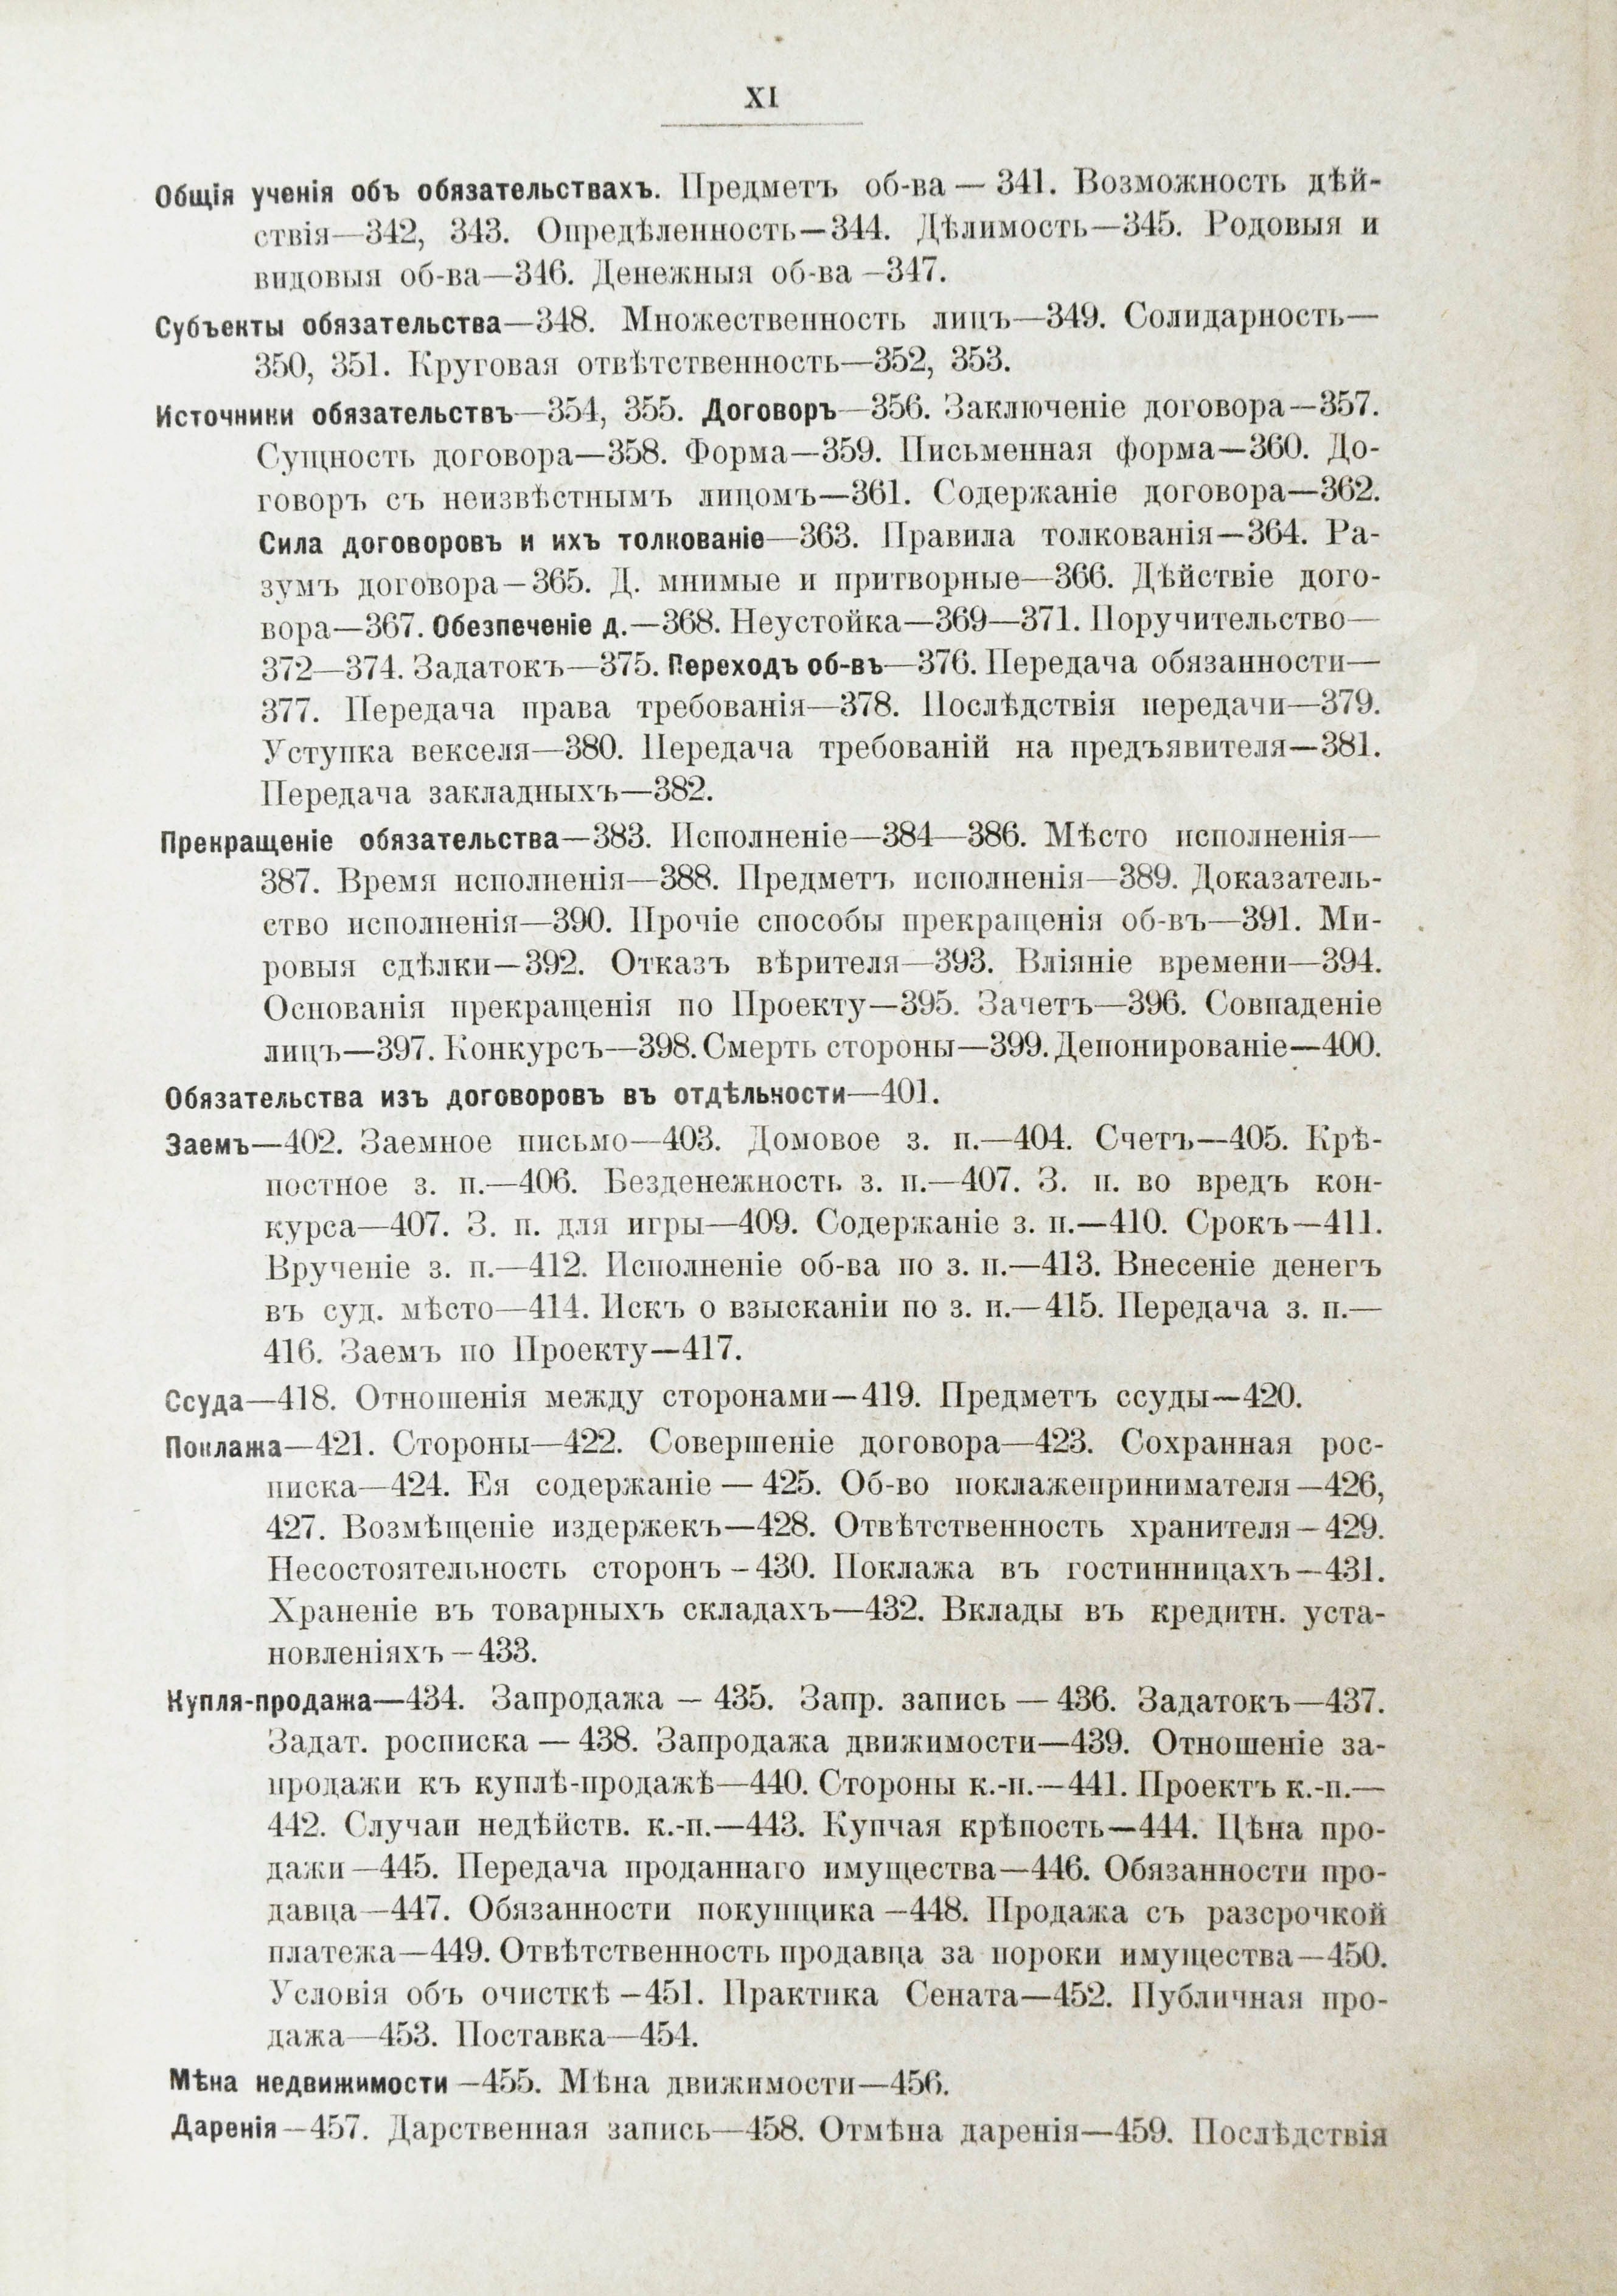 XI
Общія ученія объ обязательствахъ. Предметъ об-ва — 341. Возможность дѣй-
ствія—342, 343. Опредѣленность—344. Дѣлимость—345. Родовыя и
видовыя об-ва—346. Денежныя об-ва —347.
Субъекты обязательства—348. Множественность лицъ—349. Солидарность—
350, 351. Круговая отвѣтственность—352, 353.
Источники обязательствъ—354, 355. Договоръ—356. Заключеніе договора—357.
Сущность договора—358. Форма—359. Письменная форма—360. До-
говоръ съ неизвѣстнымъ лицомъ—361. Содержаніе договора—362.
Сила договоровъ и ихъ толкованіе—363. Правила толкованія—364. Ра-
зумъ договора—365. Д. мнимые и притворные—366. Дѣйствіе дого-
вора—367. Обезпеченіе д.—368. Неустойка—369—371. Поручительство—
372—374. Задатокъ—375. Переходъ об-въ—376. Передача обязанности—
377. Передача права требованія—378. Послѣдствія передачи—379.
Уступка векселя—380. Передача требованій на предъявителя—381.
Передача закладныхъ—382.
Прекращеніе обязательства—383. Исполненіе—384—386. Мѣсто исполненія—
387. Время исполненія—388. Предметъ исполненія—389. Доказатель-
ство исполненія—390. Прочіе способы прекращенія об-въ—391. Ми-
ровыя сдѣлки—392. Отказъ вѣрителя—393. Вліяніе времени—394.
Основанія прекращенія по Проекту—395. Зачетъ—396. Совпаденіе
лицъ—397. Конкурсъ—398. Смерть стороны—399. Депонированіе—400.
Обязательства изъ договоровъ въ отдѣльности—401.
Заемъ—402. Заемное письмо—403. Домовое з. п.—404. Счетъ—405. Крѣ-
постное з. п.—406. Безденежность з. п.—407. З. п. во вредъ кон-
курса—407. З. п. для игры—409. Содержаніе з. п.—410. Срокъ—411.
Врученіе з. п.—412. Исполненіе об-ва по з. п.—413. Внесеніе денегъ
въ суд. мѣсто—414. Искъ о взысканіи по з. п.—415. Передача з. п.—
416. Заемъ по Проекту—417.
Ссуда—418. Отношенія между сторонами—419. Предметъ ссуды—420.
Поклажа—421. Стороны—422. Совершеніе договора—423. Сохранная рос-
писка—424. Ея содержаніе — 425. Об-во поклажепринимателя—426,
427. Возмѣщеніе издержекъ—428. Отвѣтственность хранителя—429.
Несостоятельность сторонъ – 430. Поклажа въ гостинницахъ—431.
Храненіе въ товарныхъ складахъ—432. Вклады въ кредитн. уста-
новленіяхъ—433.
Купля-продажа—434. Запродажа — 435. Запр. запись — 436. Задатокъ—437.
Задат. росписка — 438. Запродажа движимости—439. Отношеніе за-
продажи къ куплѣ-продажѣ—440. Стороны к.-п.—441. Проектъ к.-п.—
442. Случаи недѣйств. к.-п.—443. Купчая крѣпость—444. Цѣна про-
дажи—445. Передача проданнаго имущества—446. Обязанности про-
давца—447. Обязанности покупщика —448. Продажа съ разсрочкой
платежа—449. Отвѣтственность продавца за пороки имущества—450.
Условія объ очисткѣ —451. Практика Сената—452. Публичная про-
дажа—453. Поставка—454.
Мѣна недвижимости —455. Мѣна движимости—456.
Даренія—457. Дарственная запись—458. Отмѣна даренія—459. Послѣдствія